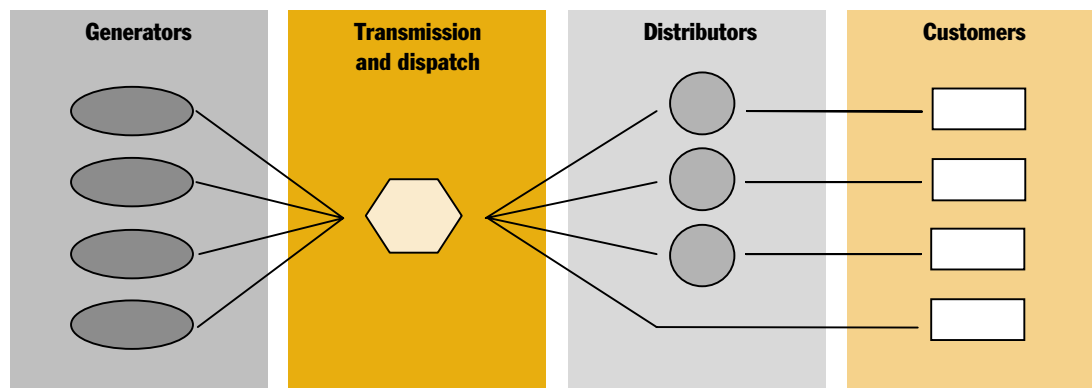 Generators
Transmission
and dispatch
Distributors
Customers